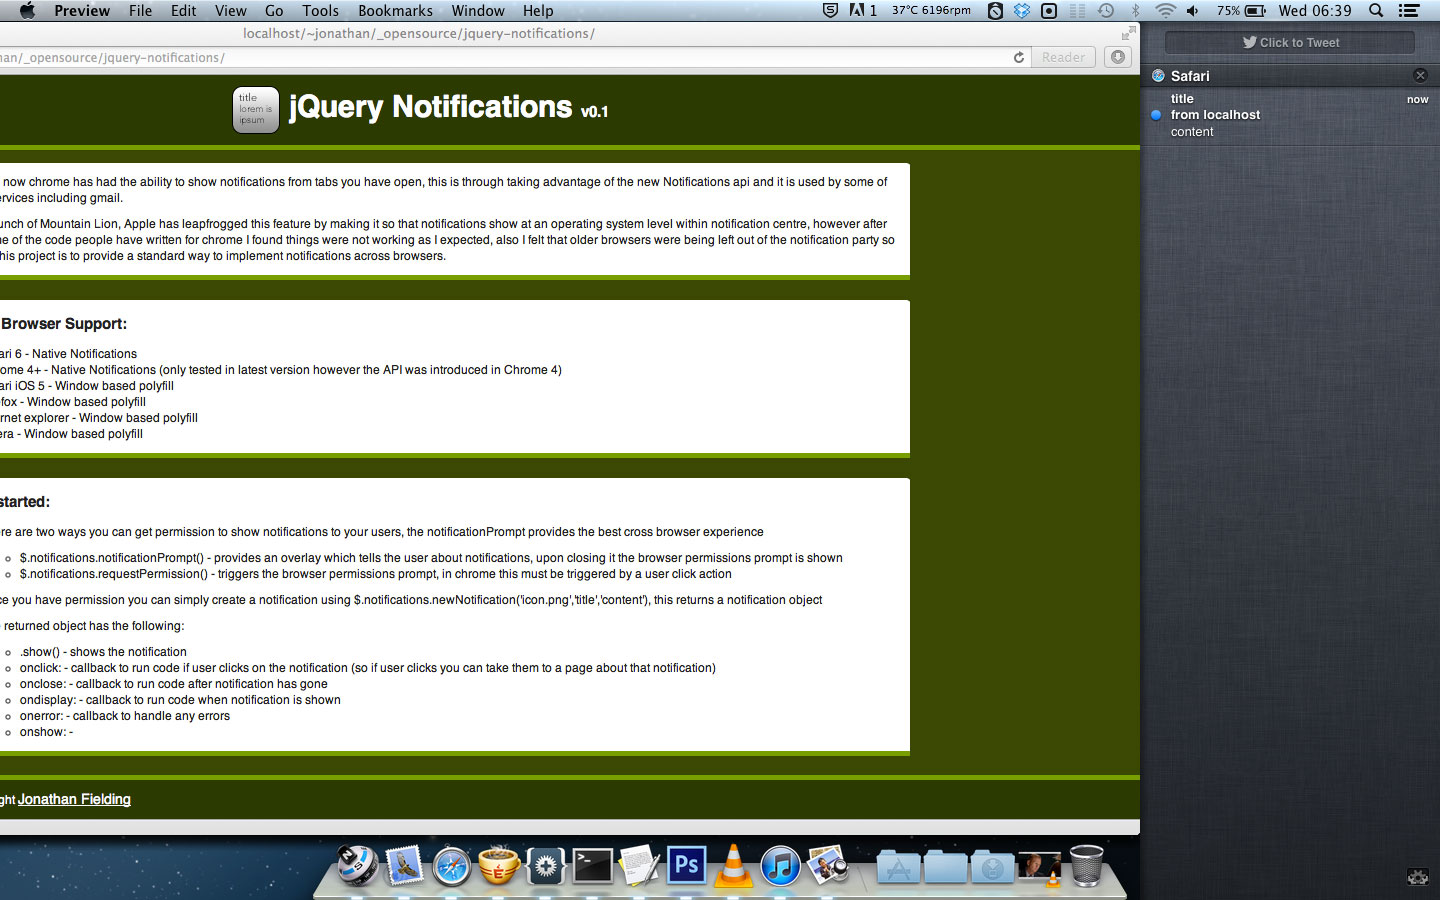 Preview File Edit View Go Tools Bookmarks Window Help 1 37°C 6196rpm 75% Wed 06:39
localhost/~jonathan/_opensource/jquery-notifications/
nan/_opensource/jquery-notifications/
Reader
title
lorem is
ipsum
jQuery Notifications v0.1
now chrome has had the ability to show notifications from tabs you have open, this is through taking advantage of the new Notifications api and it is used by some of
ervices including gmail.
unch of Mountain Lion, Apple has leapfrogged this feature by making it so that notifications show at an operating system level within notification centre, however after
ne of the code people have written for chrome I found things were not working as I expected, also I felt that older browsers were being left out of the notification party so
his project is to provide a standard way to implement notifications across browsers.
Browser Support:
ari 6 - Native Notifications
ome 4+ - Native Notifications (only tested in latest version however the API was introduced in Chrome 4)
ari iOS 5 - Window based polyfill
fox - Window based polyfill
rnet explorer - Window based polyfill
era - Window based polyfill
started:
re are two ways you can get permission to show notifications to your users, the notificationPrompt provides the best cross browser experience
$.notifications.notificationPrompt() - provides an overlay which tells the user about notifications, upon closing it the browser permissions prompt is shown
$.notifications.requestPermission() - triggers the browser permissions prompt, in chrome this must be triggered by a user click action
ce you have permission you can simply create a notification using $.notifications.newNotification('icon.png','title','content'), this returns a notification object
returned object has the following:
.show() - shows the notification
onclick: - callback to run code if user clicks on the notification (so if user clicks you can take them to a page about that notification)
onclose: - callback to run code after notification has gone
ondisplay: - callback to run code when notification is shown
onerror: - callback to handle any errors
onshow: -
ght Jonathan Fielding
Click to Tweet
Safari
title now
from localhost
content
Ps